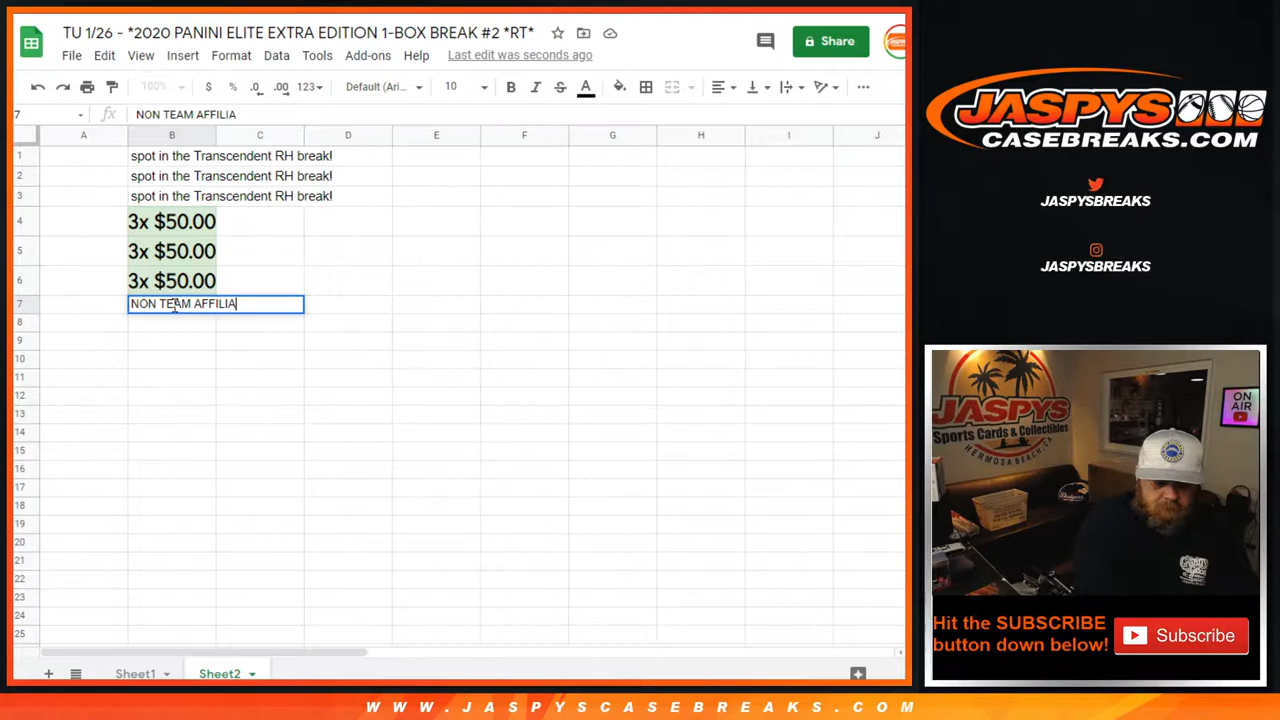 TU 1/26 - *2020 PANINI ELITE EXTRA EDITION 1-BOX BREAK #2 *RT*
File Edit View Insert Format Data Tools Add-ons Help Last edit was seconds ago
Share
100% $ % .0 .00 123 Default (Ari... 10 B I S A
7 fx NON TEAM AFFILIA
A B C D E F G H I J
1 spot in the Transcendent RH break!
2 spot in the Transcendent RH break!
3 spot in the Transcendent RH break!
4 3x $50.00
5 3x $50.00
6 3x $50.00
7 NON TEAM AFFILIA
8
9
10
11
12
13
14
15
16
17
18
19
20
21
22
23
24
25
Sheet1 Sheet2
JASPYS
CASEBREAKS.COM
JASPYSBREAKS
JASPYSBREAKS
JASPYS
Sports Cards & Collectibles
HERMOSA BEACH, CA
ON
AIR
Dodgers
Hit the SUBSCRIBE
button down below!
Subscribe
WWW.JASPYSCASEBREAKS.COM